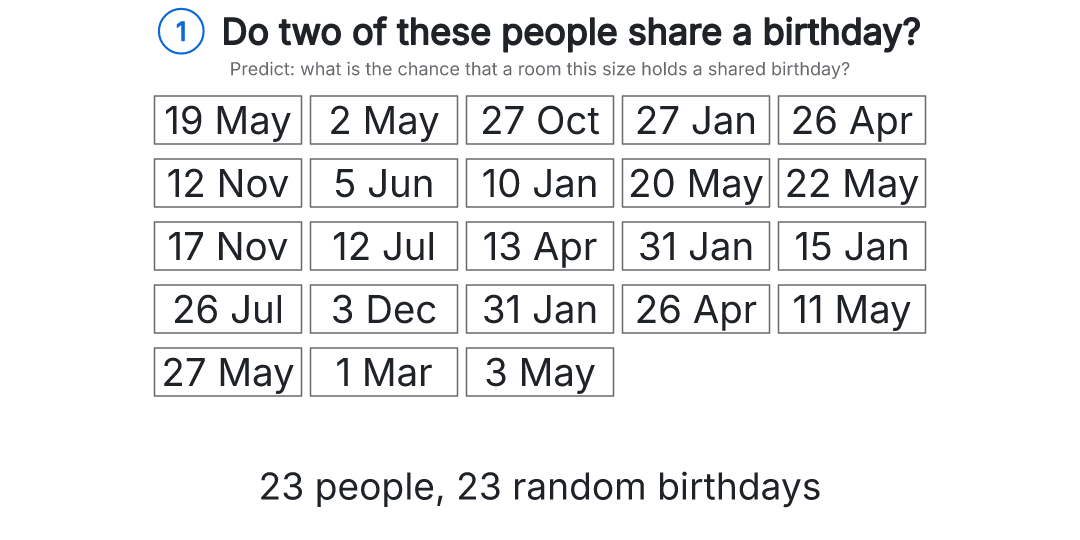 1 Do two of these people share a birthday?
Predict: what is the chance that a room this size holds a shared birthday?
19 May 2 May 27 Oct 27 Jan 26 Apr
12 Nov 5 Jun 10 Jan 20 May 22 May
17 Nov 12 Jul 13 Apr 31 Jan 15 Jan
26 Jul 3 Dec 31 Jan 26 Apr 11 May
27 May 1 Mar 3 May
23 people, 23 random birthdays